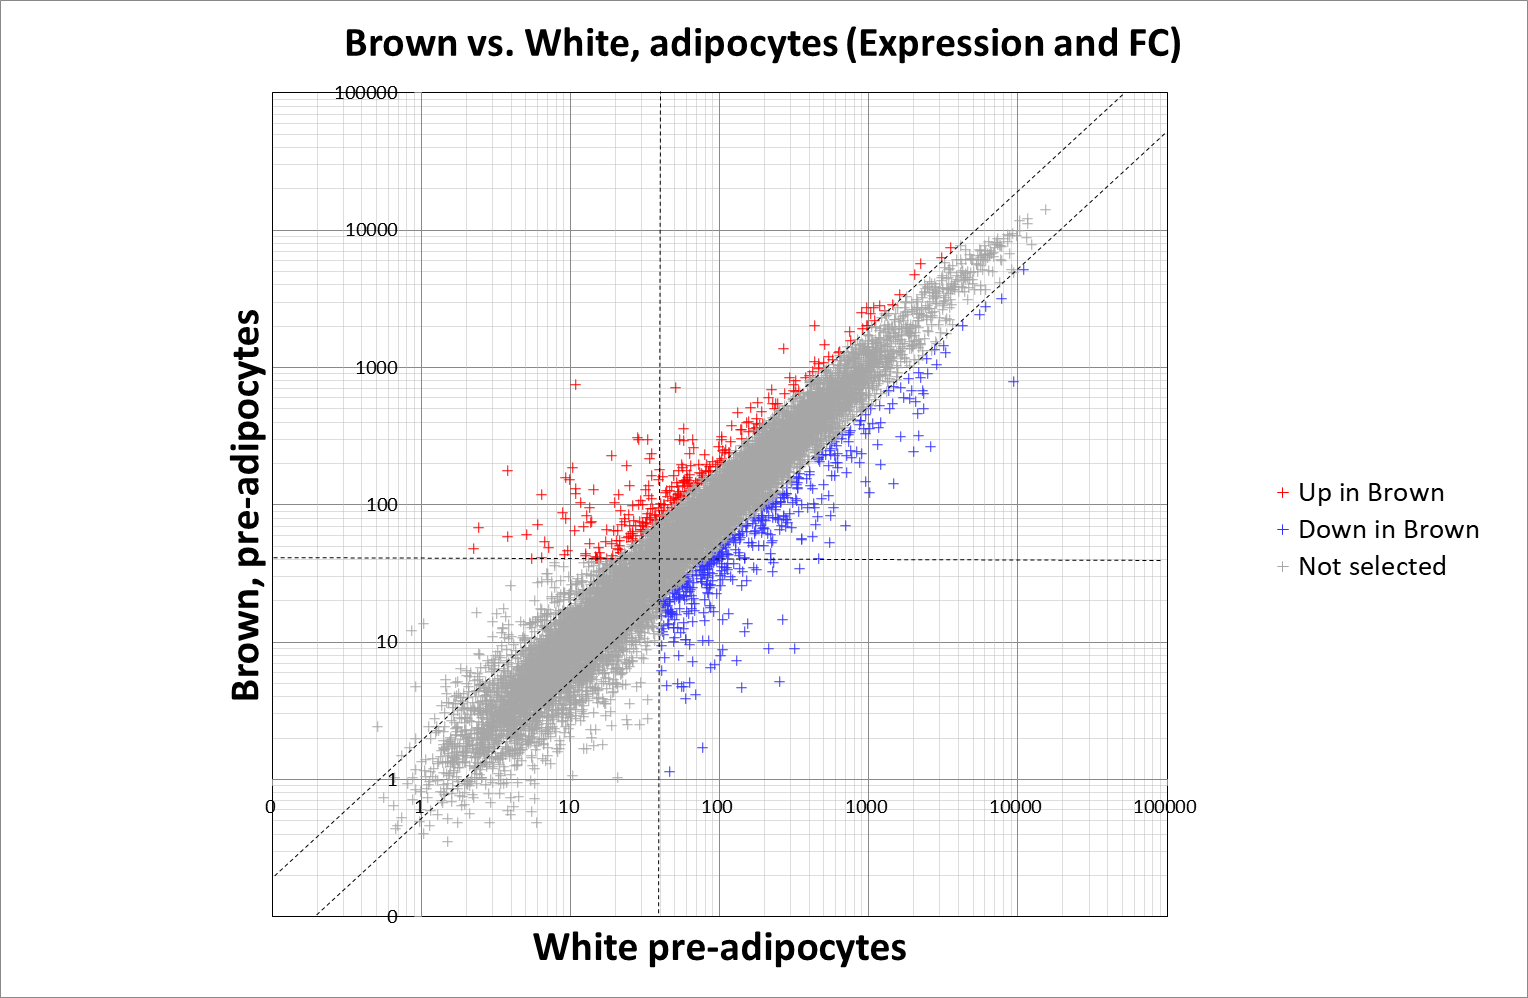 Brown vs. White, adipocytes (Expression and FC)
100000
10000
1000
100
10
1
0
0 1 10 100 1000 10000 100000
Brown, pre-adipocytes
White pre-adipocytes
Up in Brown
Down in Brown
Not selected